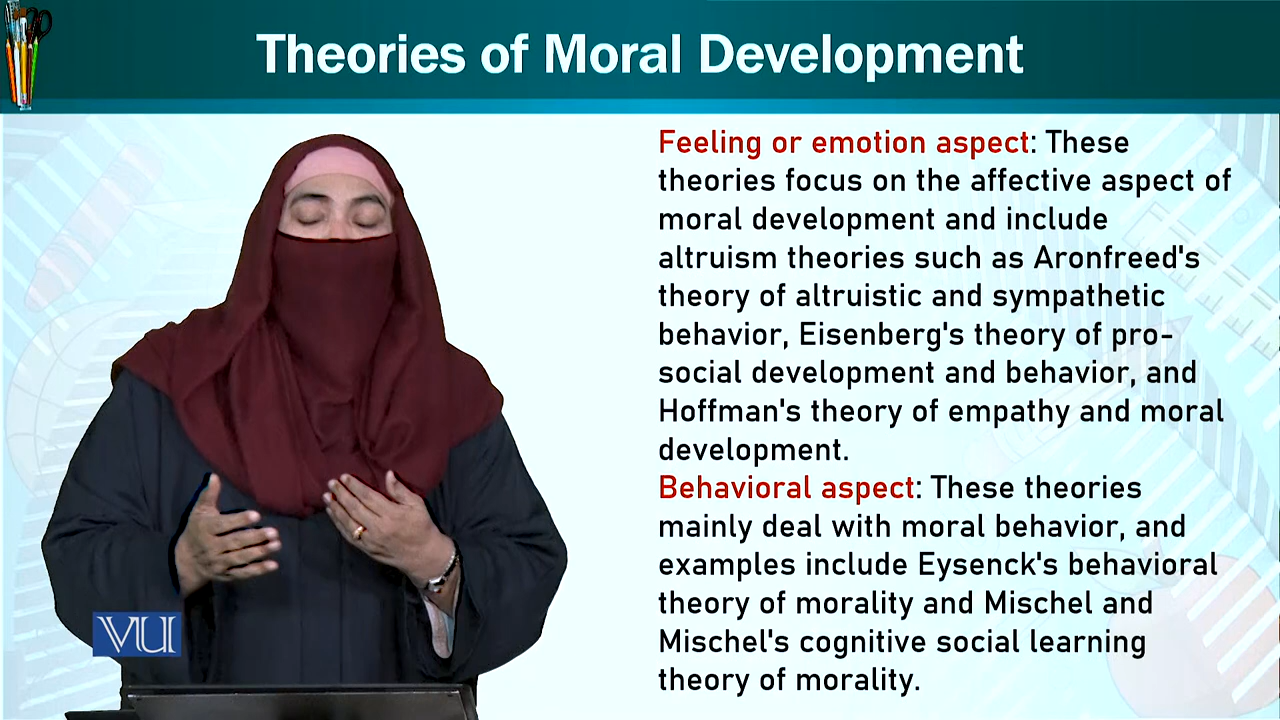 Theories of Moral Development
Feeling or emotion aspect: These
theories focus on the affective aspect of
moral development and include
altruism theories such as Aronfreed's
theory of altruistic and sympathetic
behavior, Eisenberg's theory of pro-
social development and behavior, and
Hoffman's theory of empathy and moral
development.
Behavioral aspect: These theories
mainly deal with moral behavior, and
examples include Eysenck's behavioral
theory of morality and Mischel and
Mischel's cognitive social learning
theory of morality.
VU